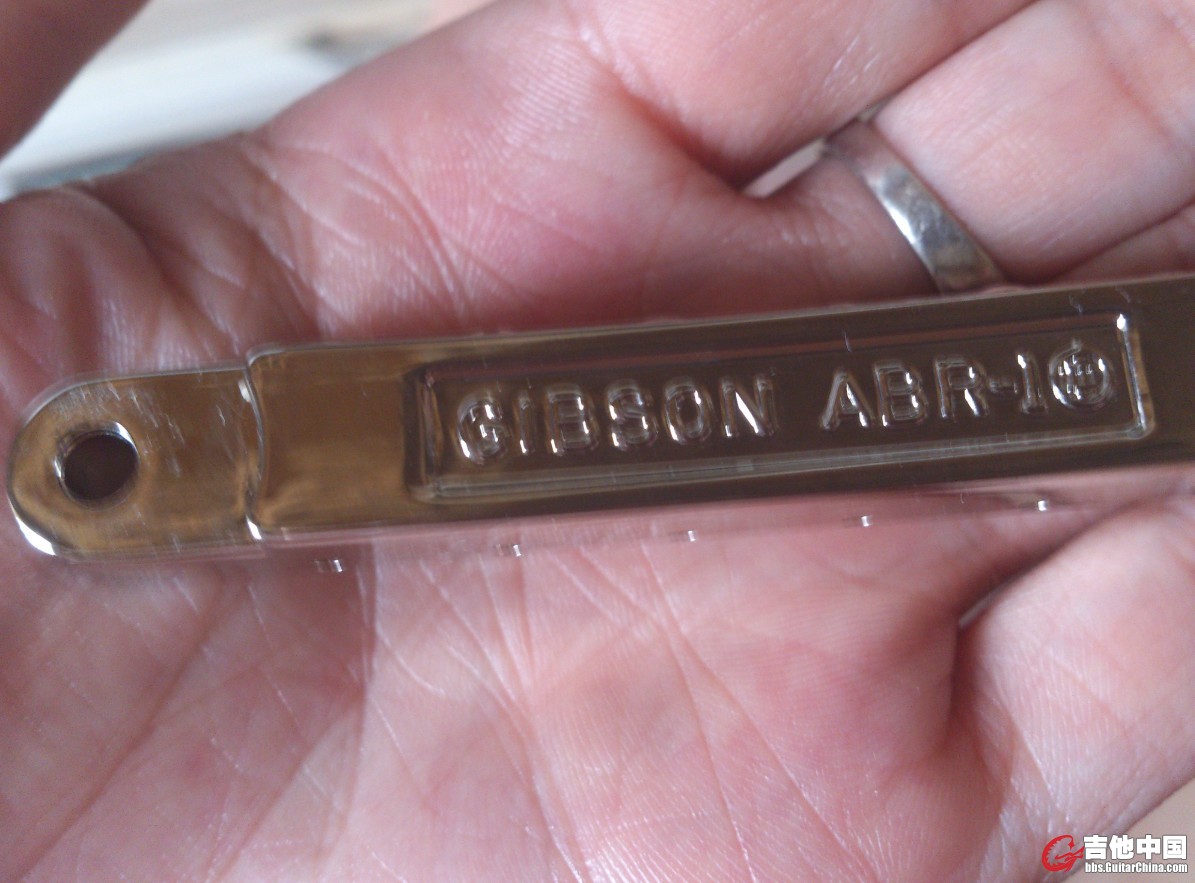 GIBSON ABR-1
吉他中国
bbs.GuitarChina.com